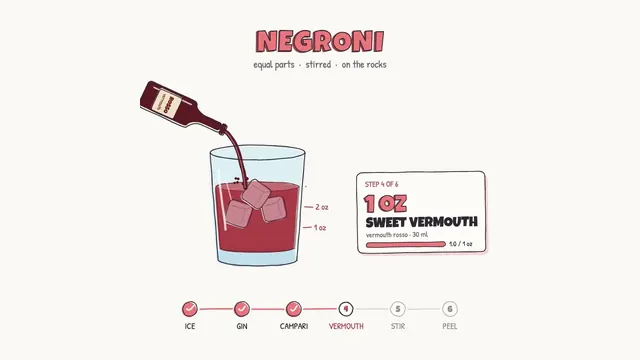 NEGRONI
equal parts · stirred · on the rocks
ROSSO
2 oz
1 oz
STEP 4 OF 6
1 OZ
SWEET VERMOUTH
vermouth rosso · 30 ml
1.0 / 1 oz
4
5
6
ICE
GIN
CAMPARI
VERMOUTH
STIR
PEEL